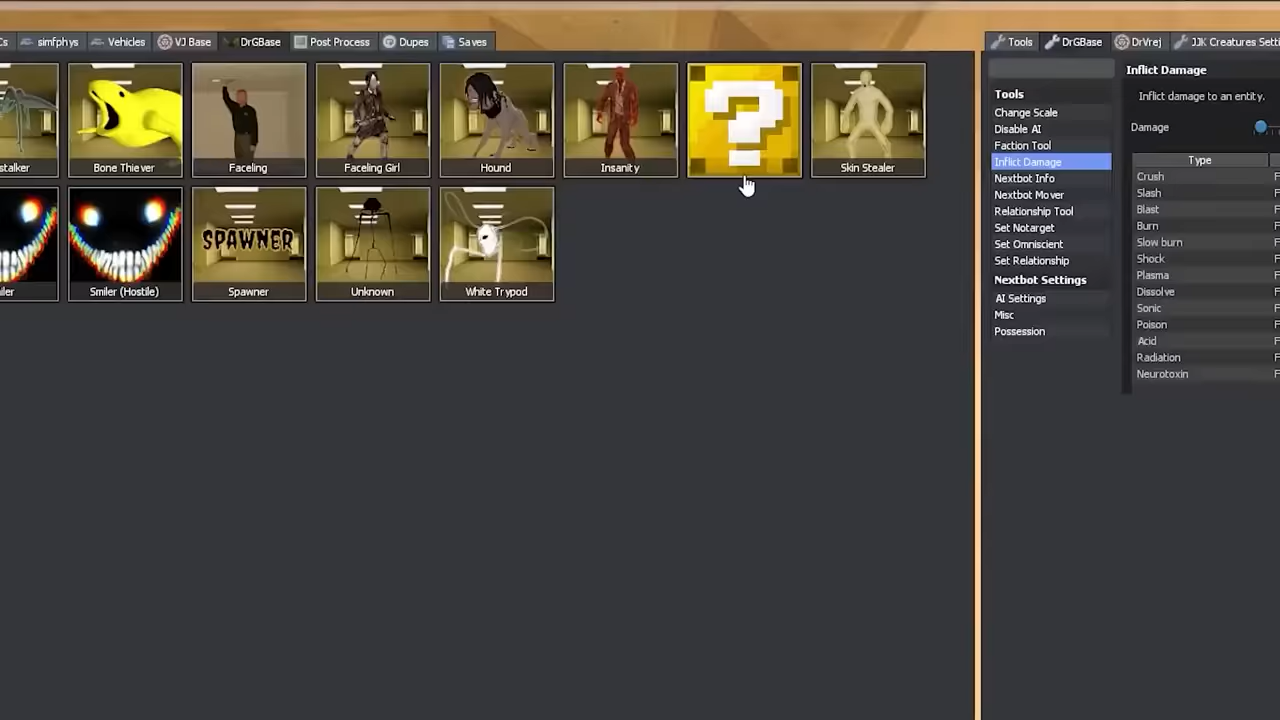 Cs simfphys Vehicles VJ Base DrGBase Post Process Dupes Saves
stalker Bone Thiever Faceling Faceling Girl Hound Insanity Skin Stealer
iler Smiler (Hostile) SPAWNER Spawner Unknown White Trypod
Tools DrGBase DrVrej JJK Creatures Setti
Tools
Change Scale
Disable AI
Faction Tool
Inflict Damage
Nextbot Info
Nextbot Mover
Relationship Tool
Set Notarget
Set Omniscient
Set Relationship
Nextbot Settings
AI Settings
Misc
Possession
Inflict Damage
Inflict damage to an entity.
Damage
Type
Crush F
Slash F
Blast F
Burn F
Slow burn F
Shock F
Plasma F
Dissolve F
Sonic F
Poison F
Acid F
Radiation F
Neurotoxin F